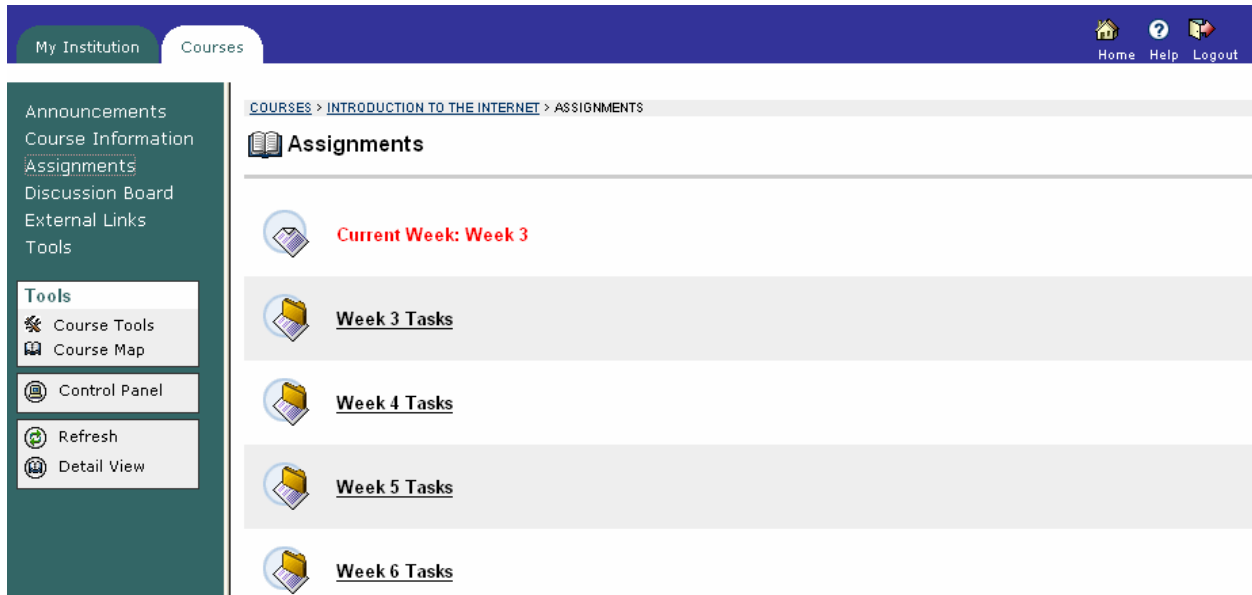 My Institution
Courses
Home Help Logout
Announcements
Course Information
Assignments
Discussion Board
External Links
Tools
Tools
Course Tools
Course Map
Control Panel
Refresh
Detail View
COURSES > INTRODUCTION TO THE INTERNET > ASSIGNMENTS
Assignments
Current Week: Week 3
Week 3 Tasks
Week 4 Tasks
Week 5 Tasks
Week 6 Tasks